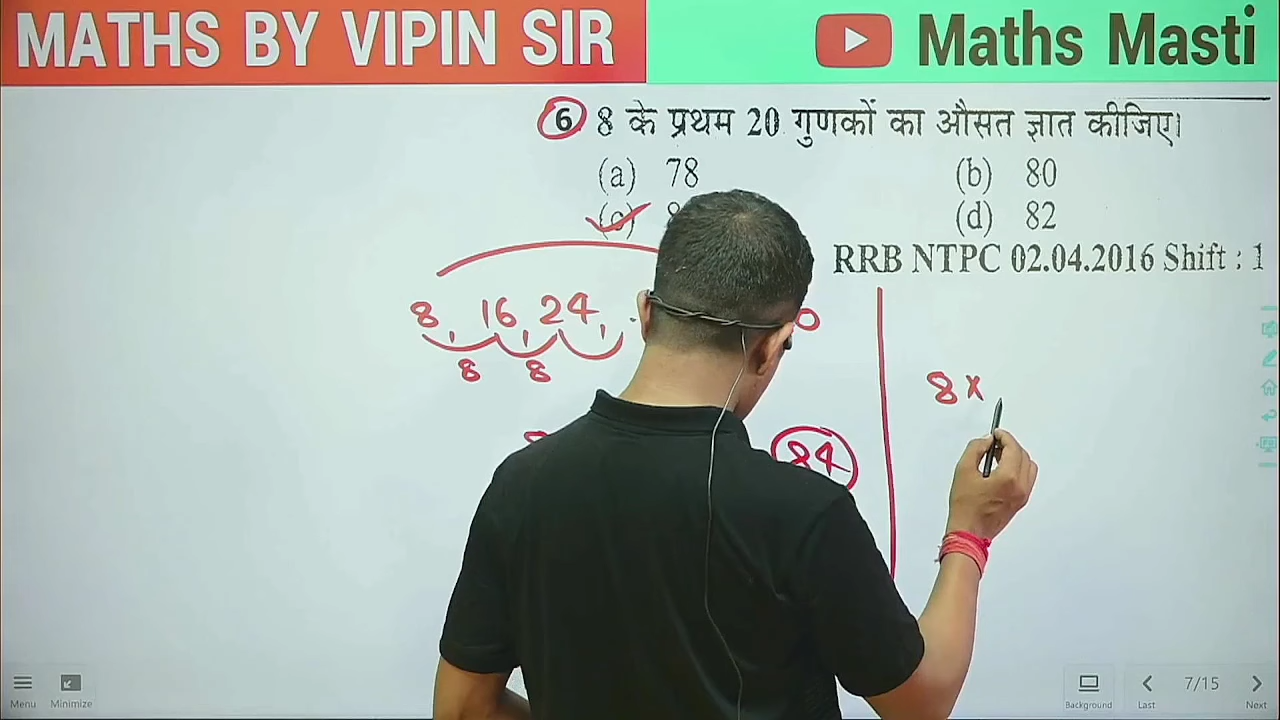 MATHS BY VIPIN SIR
Maths Masti
6 8 के प्रथम 20 गुणकों का औसत ज्ञात कीजिए।
(a) 78 (b) 80
(c) (d) 82
RRB NTPC 02.04.2016 Shift : 1
8, 16, 24,
8 8
8 ×
84
Menu Minimize Background Last 7/15 Next